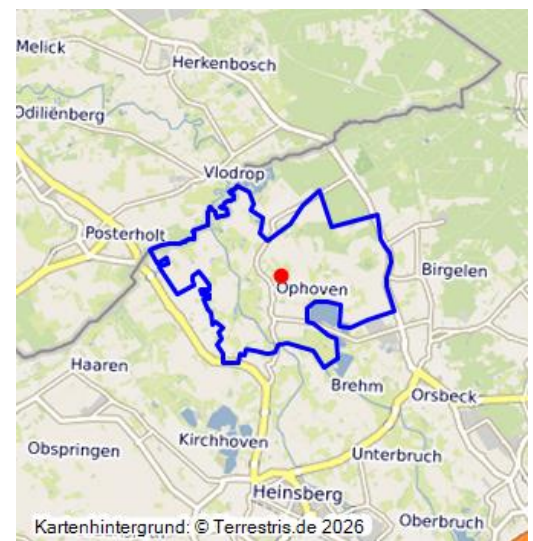 Melick
Herkenbosch
Odiliënberg
Vlodrop
Posterholt
Birgelen
Ophoven
Haaren
Brehm
Orsbeck
Kirchhoven
Obspringen
Unterbruch
Heinsberg
Oberbruch
Kartenhintergrund: © Terrestris.de 2026